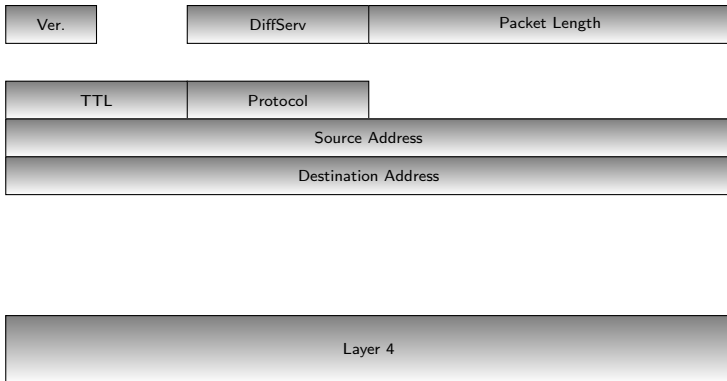 Ver. DiffServ Packet Length
TTL Protocol
Source Address
Destination Address
Layer 4